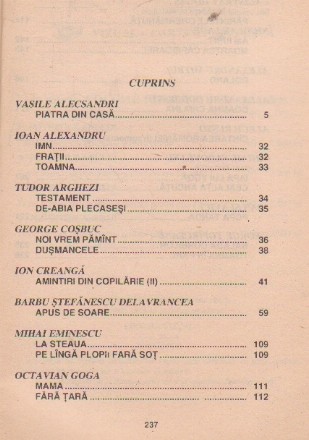 CUPRINS
VASILE ALECSANDRI
PIATRA DIN CASĂ 5
IOAN ALEXANDRU
IMN 32
FRAȚII 32
TOAMNA 33
TUDOR ARGHEZI
TESTAMENT 34
DE-ABIA PLECASEȘI 35
GEORGE COȘBUC
NOI VREM PĂMÎNT 36
DUȘMANCELE 38
ION CREANGĂ
AMINTIRI DIN COPILĂRIE (II) 41
BARBU ȘTEFĂNESCU DELAVRANCEA
APUS DE SOARE 59
MIHAI EMINESCU
LA STEAUA 109
PE LÎNGĂ PLOPII FARĂ SOȚ 109
OCTAVIAN GOGA
MAMA 111
FĂRĂ ȚARĂ 112
237